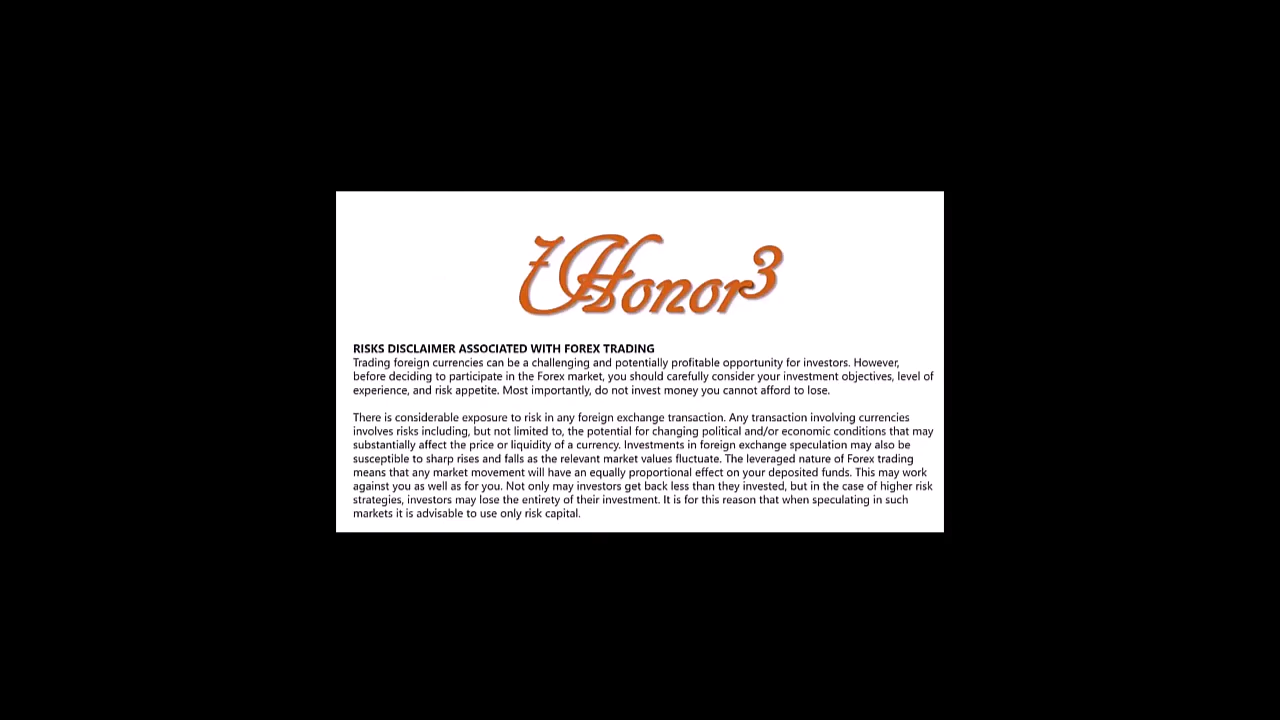 tHonor3
RISKS DISCLAIMER ASSOCIATED WITH FOREX TRADING
Trading foreign currencies can be a challenging and potentially profitable opportunity for investors. However,
before deciding to participate in the Forex market, you should carefully consider your investment objectives, level of
experience, and risk appetite. Most importantly, do not invest money you cannot afford to lose.
There is considerable exposure to risk in any foreign exchange transaction. Any transaction involving currencies
involves risks including, but not limited to, the potential for changing political and/or economic conditions that may
substantially affect the price or liquidity of a currency. Investments in foreign exchange speculation may also be
susceptible to sharp rises and falls as the relevant market values fluctuate. The leveraged nature of Forex trading
means that any market movement will have an equally proportional effect on your deposited funds. This may work
against you as well as for you. Not only may investors get back less than they invested, but in the case of higher risk
strategies, investors may lose the entirety of their investment. It is for this reason that when speculating in such
markets it is advisable to use only risk capital.